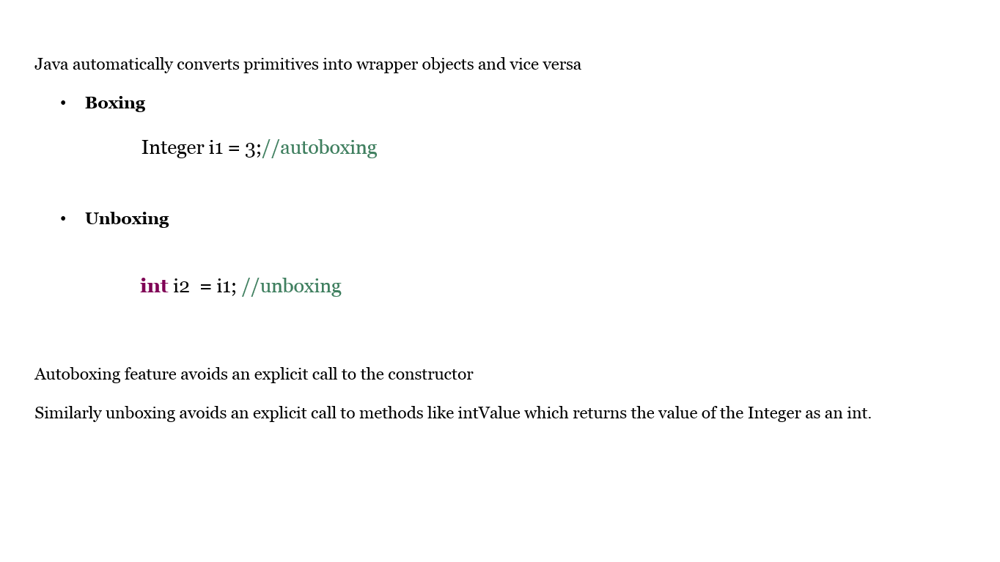 Java automatically converts primitives into wrapper objects and vice versa
• Boxing
Integer i1 = 3;//autoboxing
• Unboxing
int i2  = i1; //unboxing
Autoboxing feature avoids an explicit call to the constructor
Similarly unboxing avoids an explicit call to methods like intValue which returns the value of the Integer as an int.